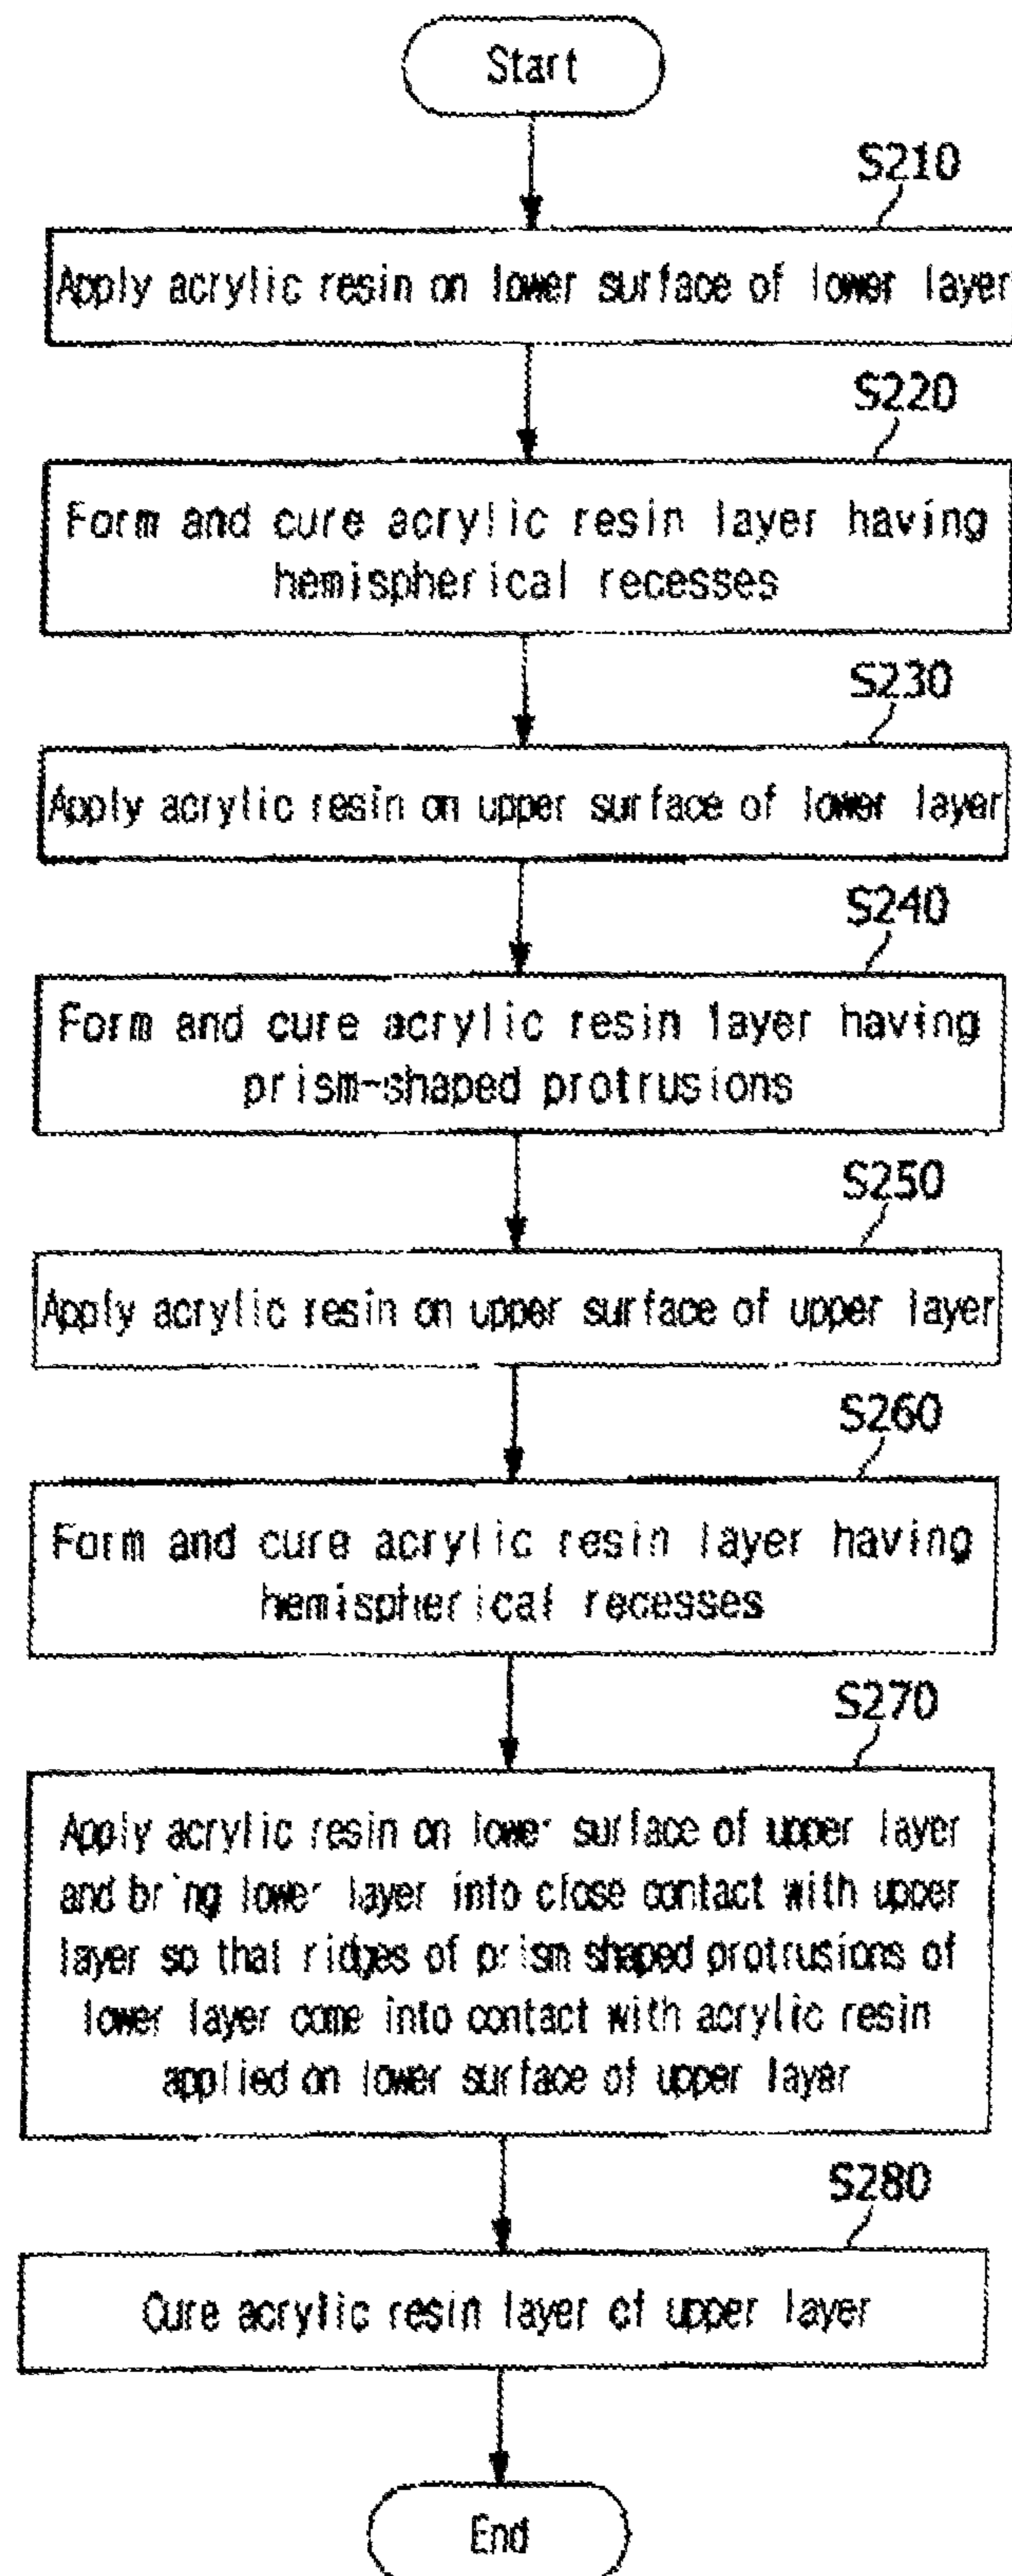 Start
S210
Apply acrylic resin on lower surface of lower layer
S220
Form and cure acrylic resin layer having
hemispherical recesses
S230
Apply acrylic resin on upper surface of lower layer
S240
Form and cure acrylic resin layer having
prism-shaped protrusions
S250
Apply acrylic resin on upper surface of upper layer
S260
Form and cure acrylic resin layer having
hemispherical recesses
S270
Apply acrylic resin on lower surface of upper layer
and bring lower layer into close contact with upper
layer so that ridges of prism shaped protrusions of
lower layer come into contact with acrylic resin
applied on lower surface of upper layer
S280
Cure acrylic resin layer of upper layer
End